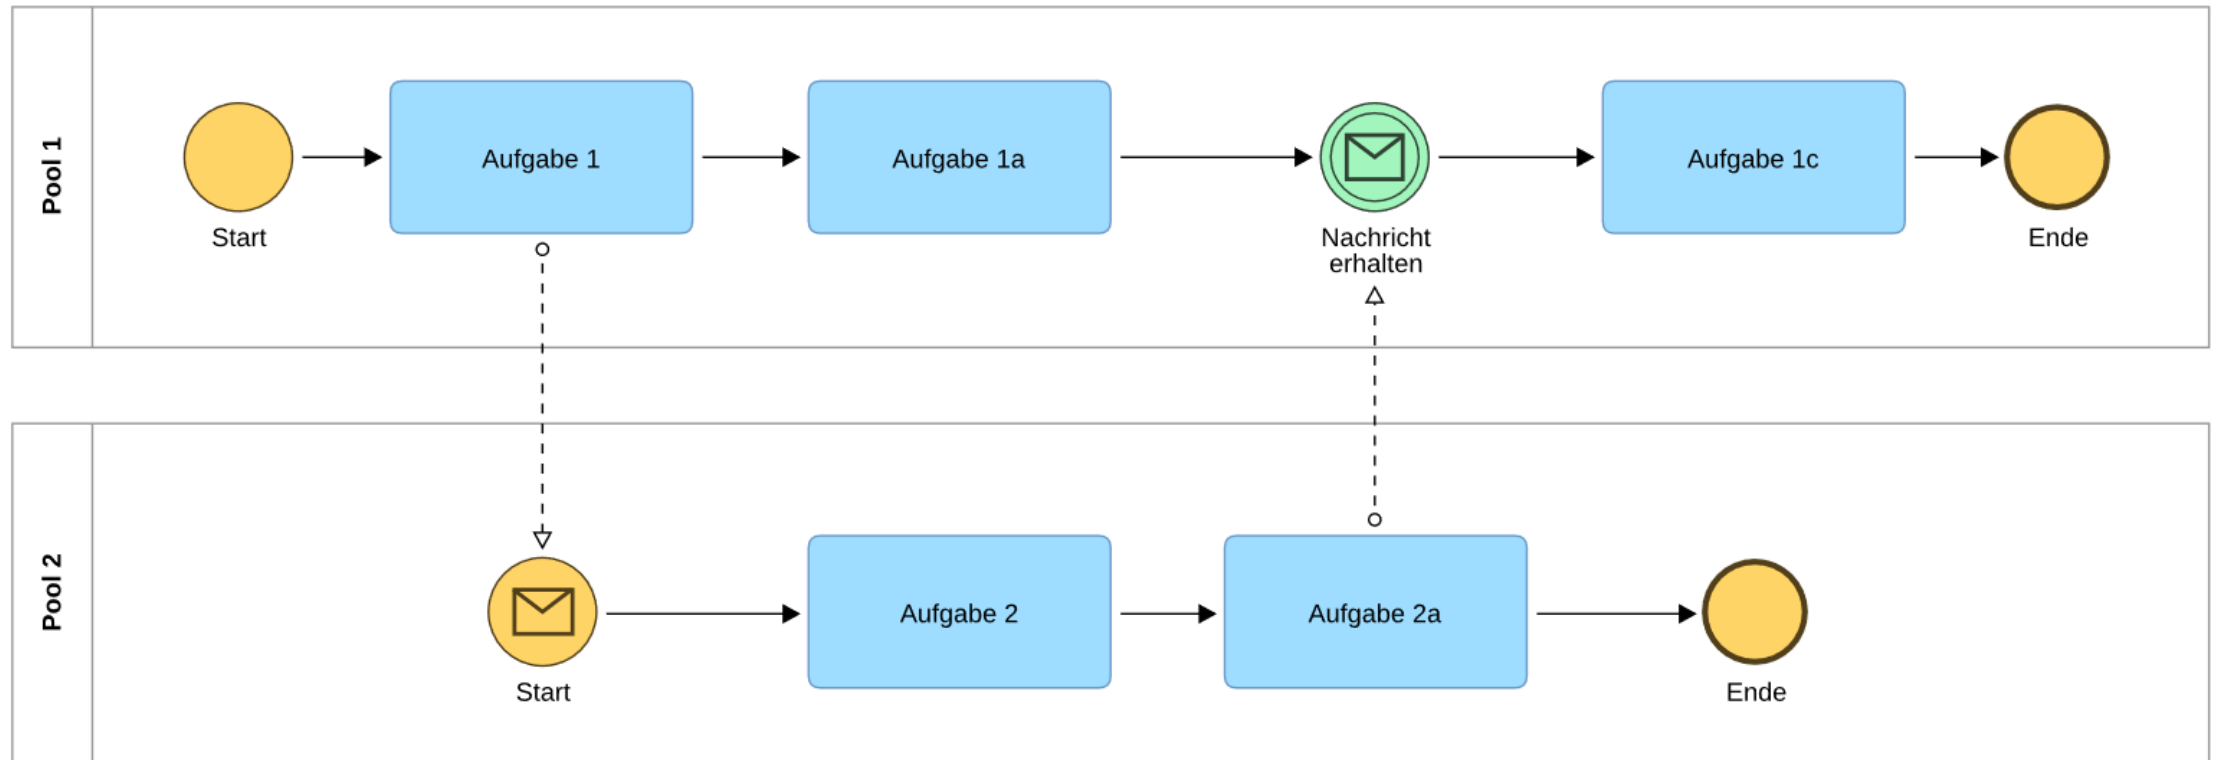 Pool 1
Aufgabe 1
Aufgabe 1a
Aufgabe 1c
Start
Nachricht
erhalten
Ende
Pool 2
Aufgabe 2
Aufgabe 2a
Start
Ende